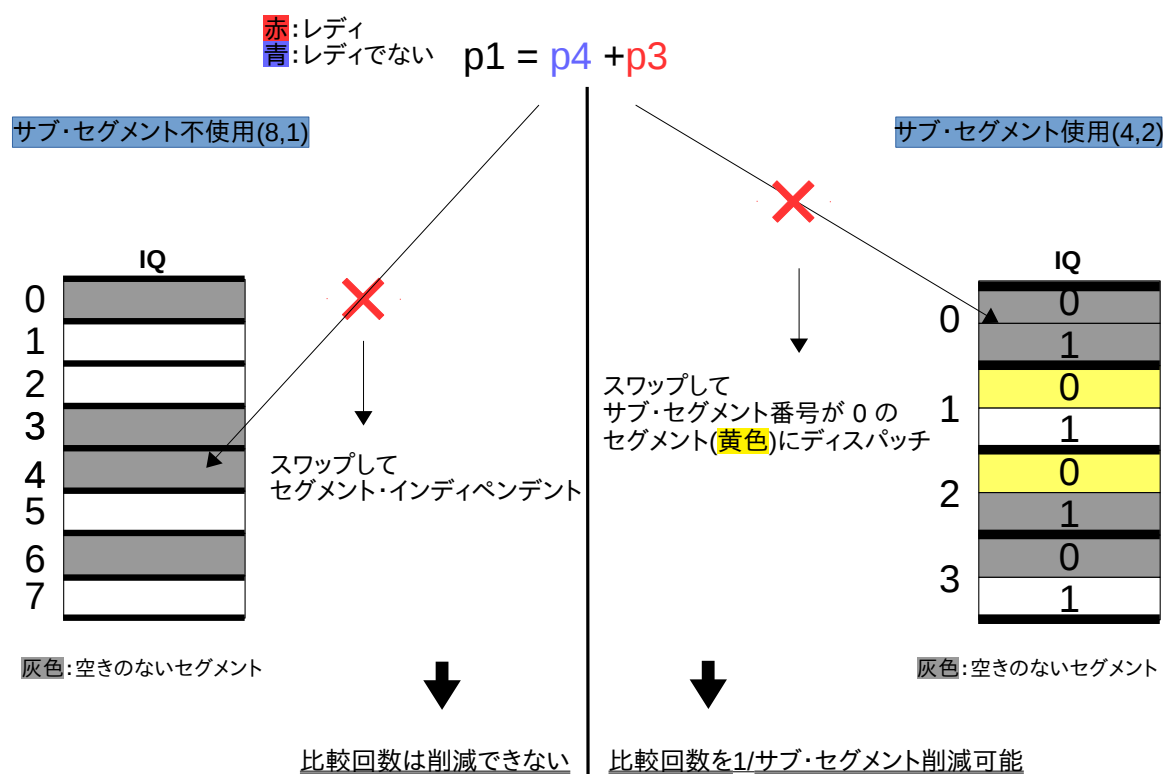 赤:レディ
青:レディでない
p1 = p4 +p3
サブ・セグメント不使用(8,1)
IQ
0
1
2
3
4
5
6
7
スワップして
セグメント・インディペンデント
灰色:空きのないセグメント
比較回数は削減できない
サブ・セグメント使用(4,2)
スワップして
サブ・セグメント番号が 0 の
セグメント(黄色)にディスパッチ
IQ
0
0
1
1
0
1
2
0
1
3
0
1
灰色:空きのないセグメント
比較回数を1/サブ・セグメント削減可能